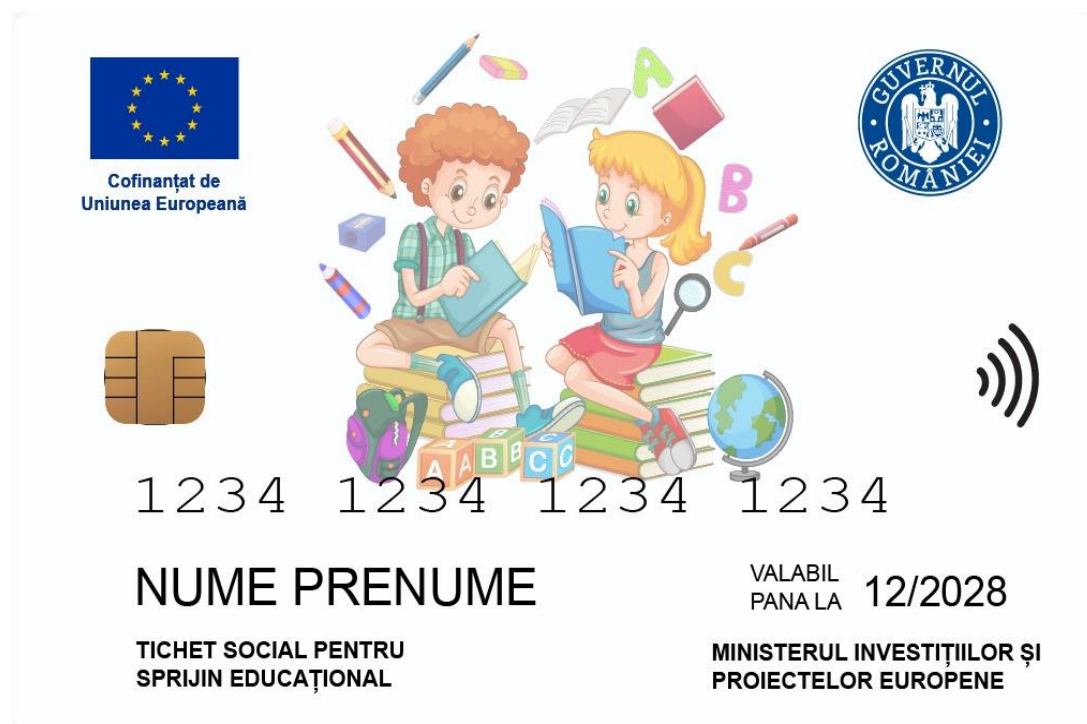 Cofinanțat de
Uniunea Europeană
GUVERNUL ROMÂNIEI
A
B
C
A A B B C C
1234 1234 1234 1234
NUME PRENUME
VALABIL
PANA LA 12/2028
TICHET SOCIAL PENTRU
SPRIJIN EDUCAȚIONAL
MINISTERUL INVESTIȚIILOR ȘI
PROIECTELOR EUROPENE